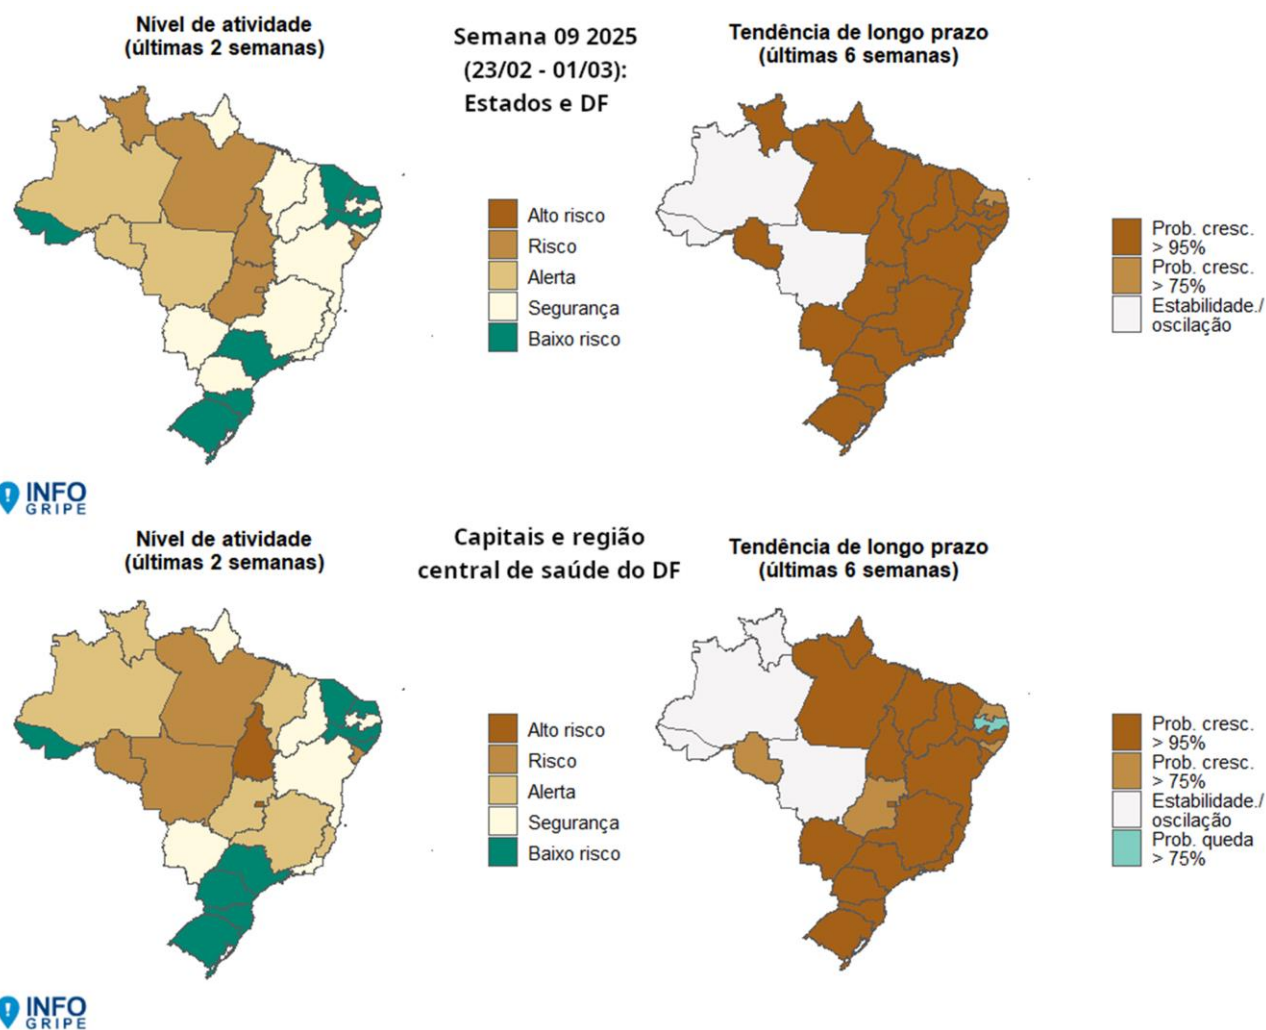 Nível de atividade
(últimas 2 semanas)
Semana 09 2025
(23/02 - 01/03):
Estados e DF
Tendência de longo prazo
(últimas 6 semanas)
Alto risco
Risco
Alerta
Segurança
Baixo risco
Prob. cresc.
> 95%
Prob. cresc.
> 75%
Estabilidade./
oscilação
INFO
GRIPE
Nível de atividade
(últimas 2 semanas)
Capitais e região
central de saúde do DF
Tendência de longo prazo
(últimas 6 semanas)
Alto risco
Risco
Alerta
Segurança
Baixo risco
Prob. cresc.
> 95%
Prob. cresc.
> 75%
Estabilidade./
oscilação
Prob. queda
> 75%
INFO
GRIPE